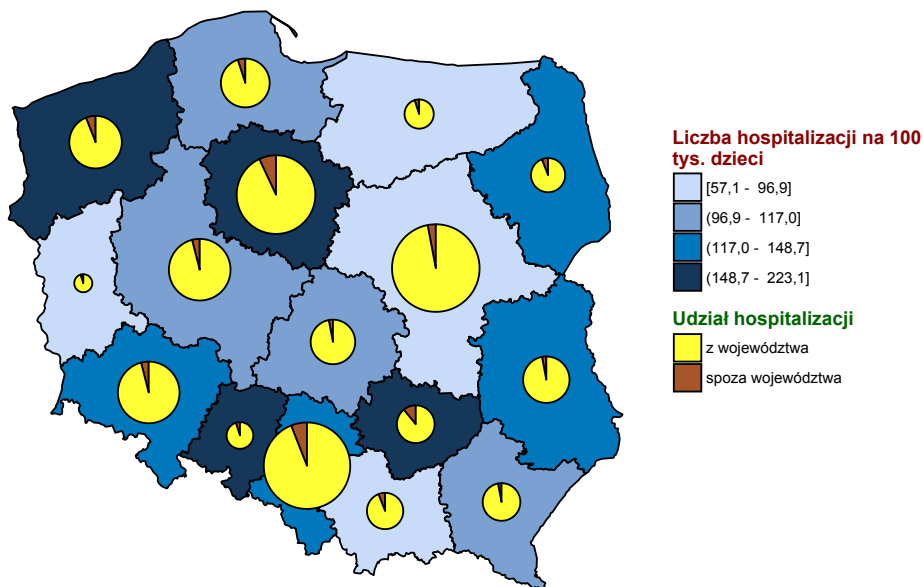 Liczba hospitalizacji na 100
tys. dzieci
[57,1 - 96,9]
(96,9 - 117,0]
(117,0 - 148,7]
(148,7 - 223,1]
Udział hospitalizacji
z województwa
spoza województwa